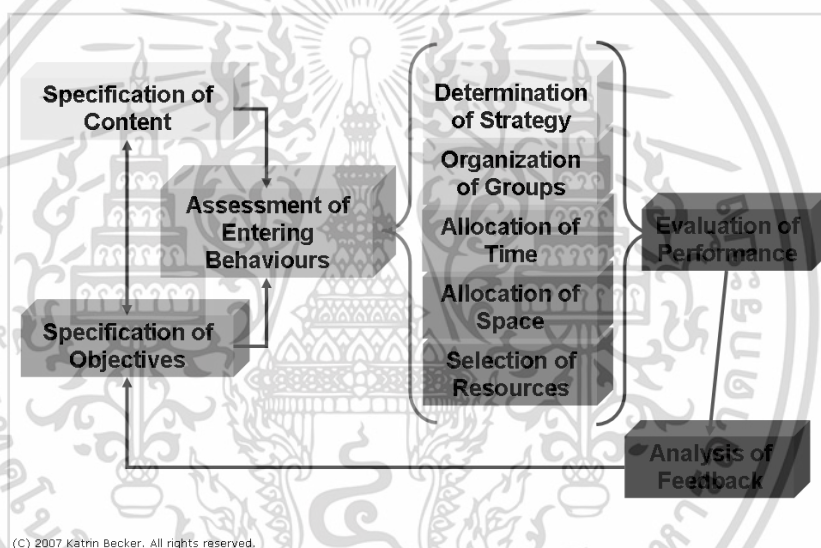 Specification of
Content
Assessment of
Entering
Behaviours
Specification of
Objectives
Determination
of Strategy
Organization
of Groups
Allocation of
Time
Allocation of
Space
Selection of
Resources
Evaluation of
Performance
Analysis of
Feedback
(C) 2007 Katrin Becker. All rights reserved.